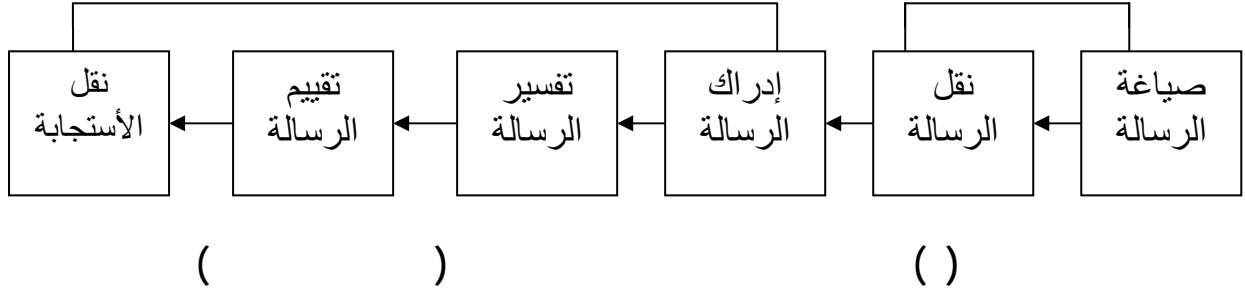 صياغة
الرسالة
نقل
الرسالة
إدراك
الرسالة
تفسير
الرسالة
تقييم
الرسالة
نقل
الأستجابة
( )
( )